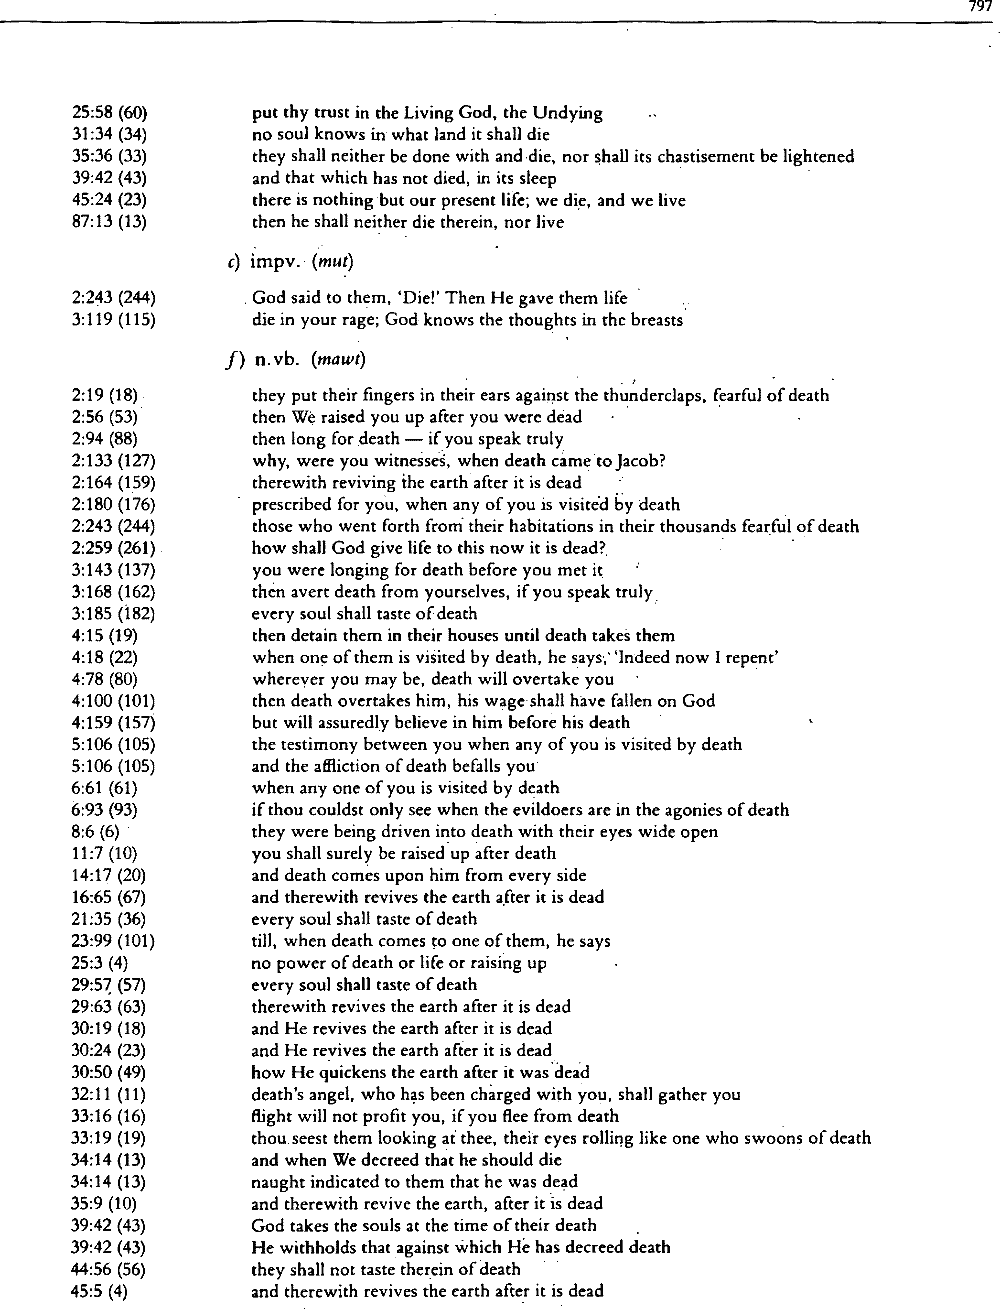 797
25:58 (60) put thy trust in the Living God, the Undying
31:34 (34) no soul knows in what land it shall die
35:36 (33) they shall neither be done with and die, nor shall its chastisement be lightened
39:42 (43) and that which has not died, in its sleep
45:24 (23) there is nothing but our present life; we die, and we live
87:13 (13) then he shall neither die therein, nor live
c) impv. (mut)
2:243 (244) God said to them, ‘Die!’ Then He gave them life
3:119 (115) die in your rage; God knows the thoughts in the breasts
f) n.vb. (mawt)
2:19 (18) they put their fingers in their ears against the thunderclaps, fearful of death
2:56 (53) then We raised you up after you were dead
2:94 (88) then long for death — if you speak truly
2:133 (127) why, were you witnesses, when death came to Jacob?
2:164 (159) therewith reviving the earth after it is dead
2:180 (176) prescribed for you, when any of you is visited by death
2:243 (244) those who went forth from their habitations in their thousands fearful of death
2:259 (261) how shall God give life to this now it is dead?
3:143 (137) you were longing for death before you met it
3:168 (162) then avert death from yourselves, if you speak truly
3:185 (182) every soul shall taste of death
4:15 (19) then detain them in their houses until death takes them
4:18 (22) when one of them is visited by death, he says, ‘Indeed now I repent’
4:78 (80) wherever you may be, death will overtake you
4:100 (101) then death overtakes him, his wage shall have fallen on God
4:159 (157) but will assuredly believe in him before his death
5:106 (105) the testimony between you when any of you is visited by death
5:106 (105) and the affliction of death befalls you
6:61 (61) when any one of you is visited by death
6:93 (93) if thou couldst only see when the evildoers are in the agonies of death
8:6 (6) they were being driven into death with their eyes wide open
11:7 (10) you shall surely be raised up after death
14:17 (20) and death comes upon him from every side
16:65 (67) and therewith revives the earth after it is dead
21:35 (36) every soul shall taste of death
23:99 (101) till, when death comes to one of them, he says
25:3 (4) no power of death or life or raising up
29:57 (57) every soul shall taste of death
29:63 (63) therewith revives the earth after it is dead
30:19 (18) and He revives the earth after it is dead
30:24 (23) and He revives the earth after it is dead
30:50 (49) how He quickens the earth after it was dead
32:11 (11) death's angel, who has been charged with you, shall gather you
33:16 (16) flight will not profit you, if you flee from death
33:19 (19) thou seest them looking at thee, their eyes rolling like one who swoons of death
34:14 (13) and when We decreed that he should die
34:14 (13) naught indicated to them that he was dead
35:9 (10) and therewith revive the earth, after it is dead
39:42 (43) God takes the souls at the time of their death
39:42 (43) He withholds that against which He has decreed death
44:56 (56) they shall not taste therein of death
45:5 (4) and therewith revives the earth after it is dead